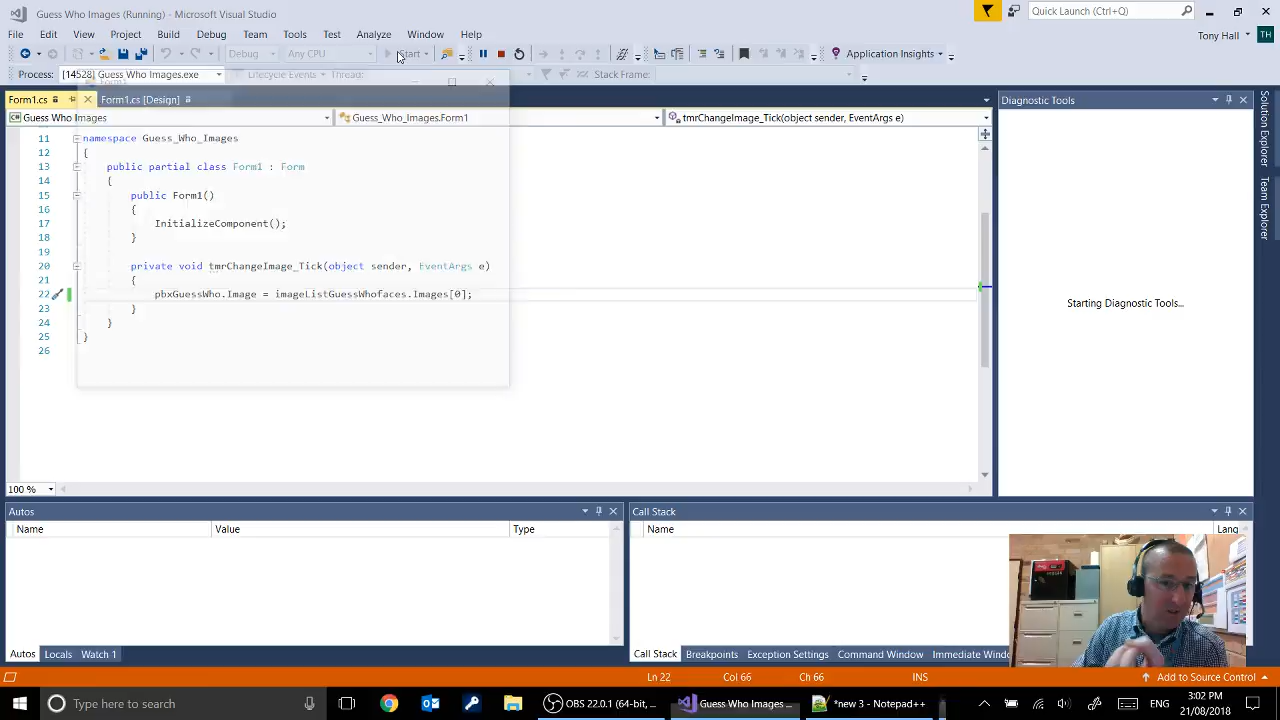 Guess Who Images (Running) - Microsoft Visual Studio
Quick Launch (Ctrl+Q)
File Edit View Project Build Debug Team Tools Test Analyze Window Help
Tony Hall TH
Debug Any CPU Start Application Insights
Process: [14528] Guess Who Images.exe Lifecycle Events Thread: Stack Frame:
Form1.cs Form1.cs [Design] Diagnostic Tools
Guess Who Images Guess_Who_Images.Form1 tmrChangeImage_Tick(object sender, EventArgs e)
11 namespace Guess_Who_Images
12 {
13 public partial class Form1 : Form
14 {
15 public Form1()
16 {
17 InitializeComponent();
18 }
19
20 private void tmrChangeImage_Tick(object sender, EventArgs e)
21 {
22 pbxGuessWho.Image = imageListGuessWhofaces.Images[0];
23 }
24 }
25 }
26
Starting Diagnostic Tools...
Solution Explorer
Team Explorer
100 %
Autos Call Stack
Name Value Type Name Lang
Autos Locals Watch 1 Call Stack Breakpoints Exception Settings Command Window Immediate Windo
Ln 22 Col 66 Ch 66 INS Add to Source Control
Type here to search OBS 22.0.1 (64-bit, ... Guess Who Images ... *new 3 - Notepad++ ENG 3:02 PM
21/08/2018